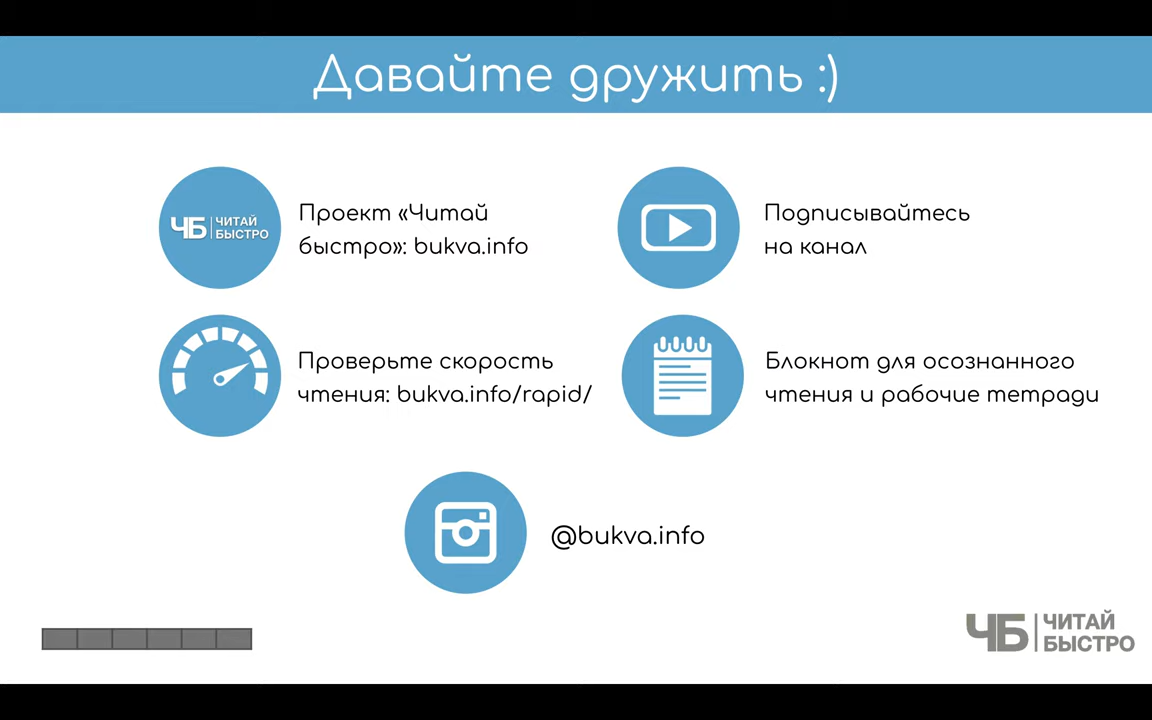 Давайте дружить :)
ЧБ ЧИТАЙ
БЫСТРО
Проект «Читай
быстро»: bukva.info
Подписывайтесь
на канал
Проверьте скорость
чтения: bukva.info/rapid/
Блокнот для осознанного
чтения и рабочие тетради
@bukva.info
ЧБ ЧИТАЙ
БЫСТРО